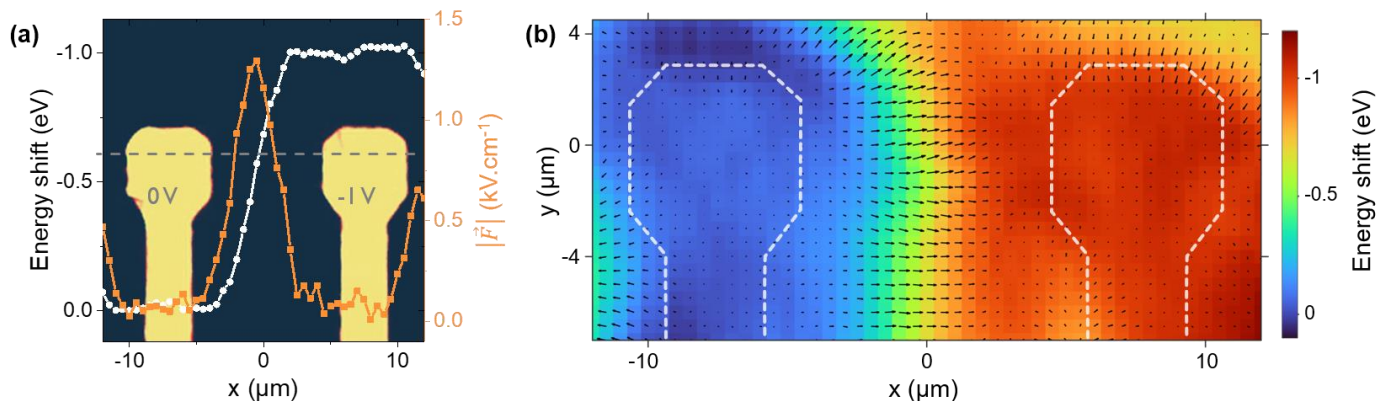 (a)
Energy shift (eV)
-1.0
-0.5
0.0
0 V
-1 V
1.5
1.0
0.5
0.0
|F⃗| (kV.cm⁻¹)
-10
0
10
x (µm)
(b)
y (µm)
4
0
-4
-10
0
10
x (µm)
-1
-0.5
0
Energy shift (eV)